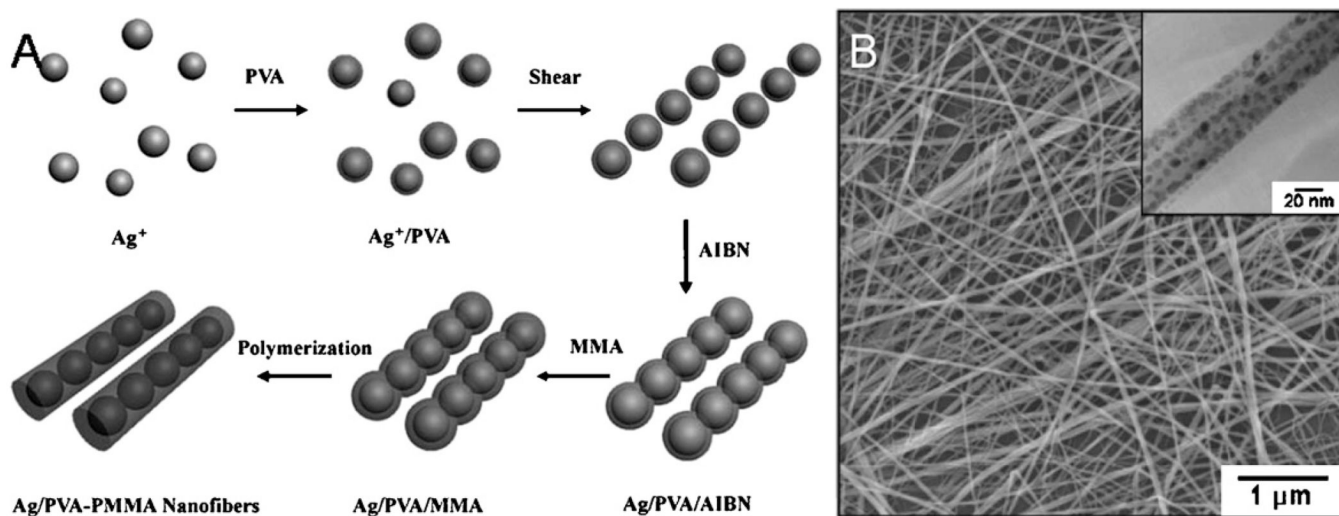 A
PVA
Shear
Ag⁺
Ag⁺/PVA
AIBN
Polymerization
MMA
Ag/PVA-PMMA Nanofibers
Ag/PVA/MMA
Ag/PVA/AIBN
B
20 nm
1 μm